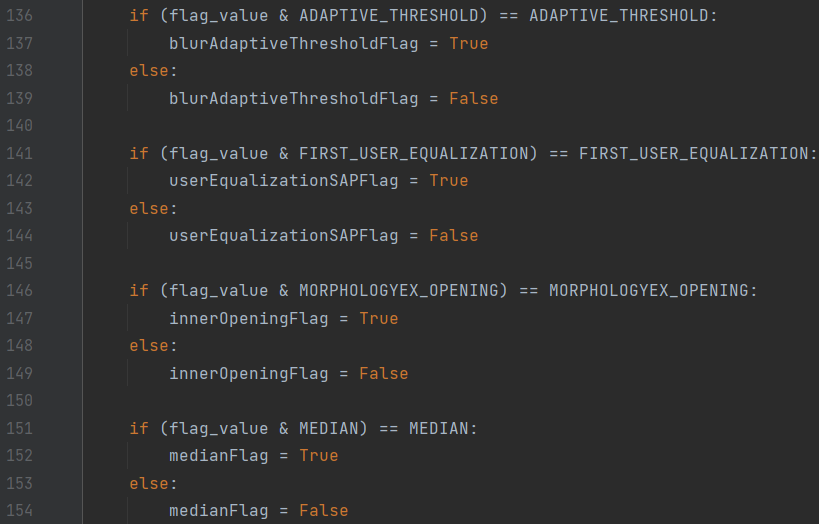 136 if (flag_value & ADAPTIVE_THRESHOLD) == ADAPTIVE_THRESHOLD:
137 blurAdaptiveThresholdFlag = True
138 else:
139 blurAdaptiveThresholdFlag = False
140
141 if (flag_value & FIRST_USER_EQUALIZATION) == FIRST_USER_EQUALIZATION:
142 userEqualizationSAPFlag = True
143 else:
144 userEqualizationSAPFlag = False
145
146 if (flag_value & MORPHOLOGYEX_OPENING) == MORPHOLOGYEX_OPENING:
147 innerOpeningFlag = True
148 else:
149 innerOpeningFlag = False
150
151 if (flag_value & MEDIAN) == MEDIAN:
152 medianFlag = True
153 else:
154 medianFlag = False